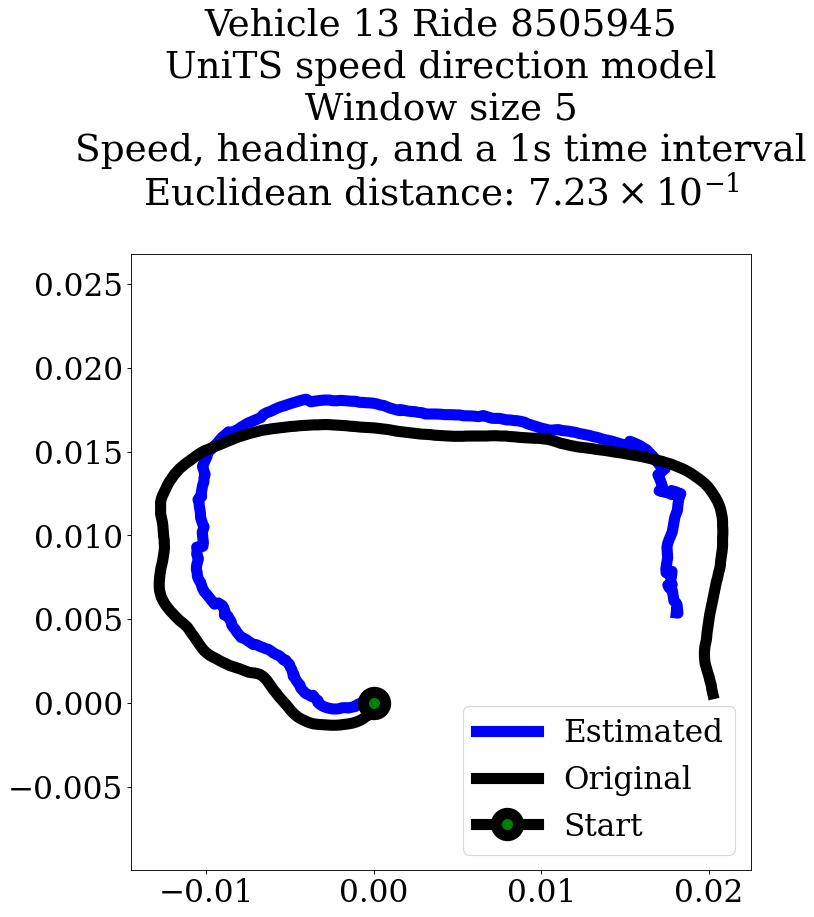 Vehicle 13 Ride 8505945
UniTS speed direction model
Window size 5
Speed, heading, and a 1s time interval
Euclidean distance: 7.23 × 10⁻¹
0.025
0.020
0.015
0.010
0.005
0.000
−0.005
−0.01 0.00 0.01 0.02
Estimated
Original
Start